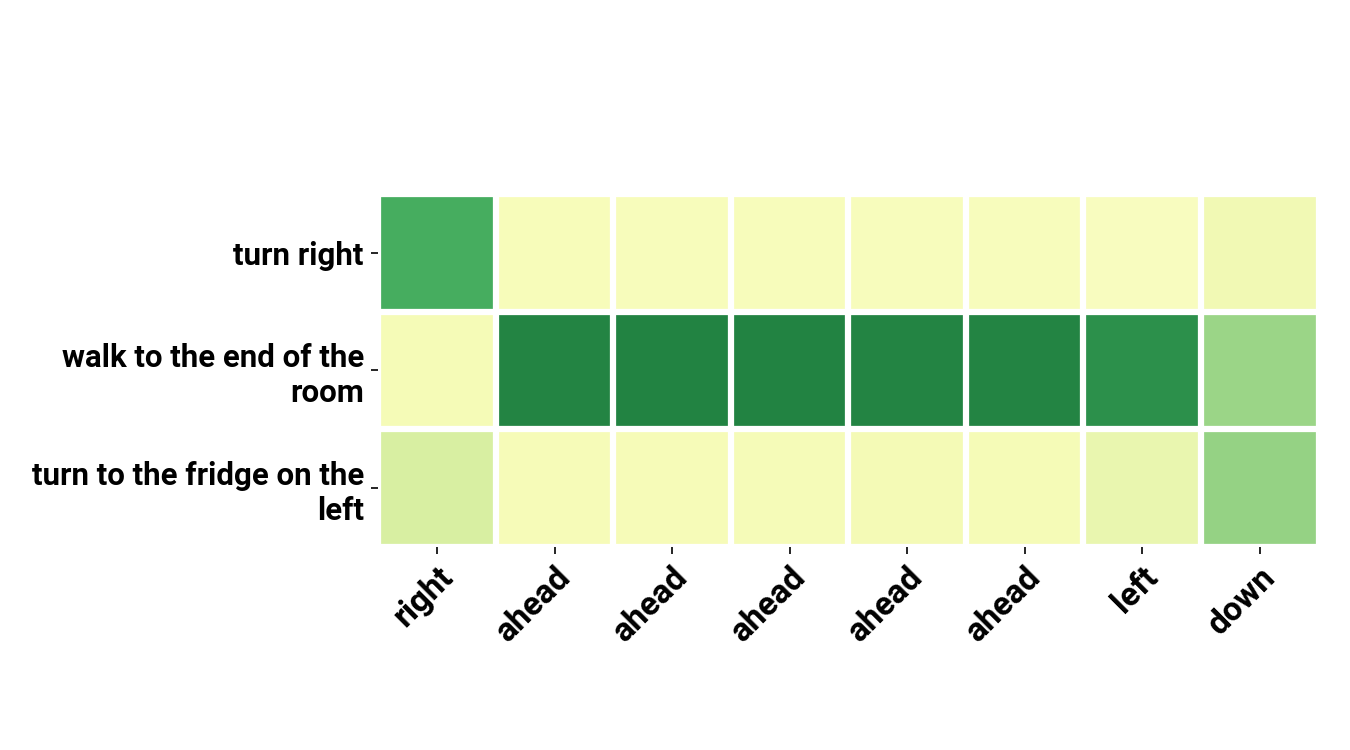 turn right
walk to the end of the
room
turn to the fridge on the
left
right
ahead
ahead
ahead
ahead
ahead
left
down